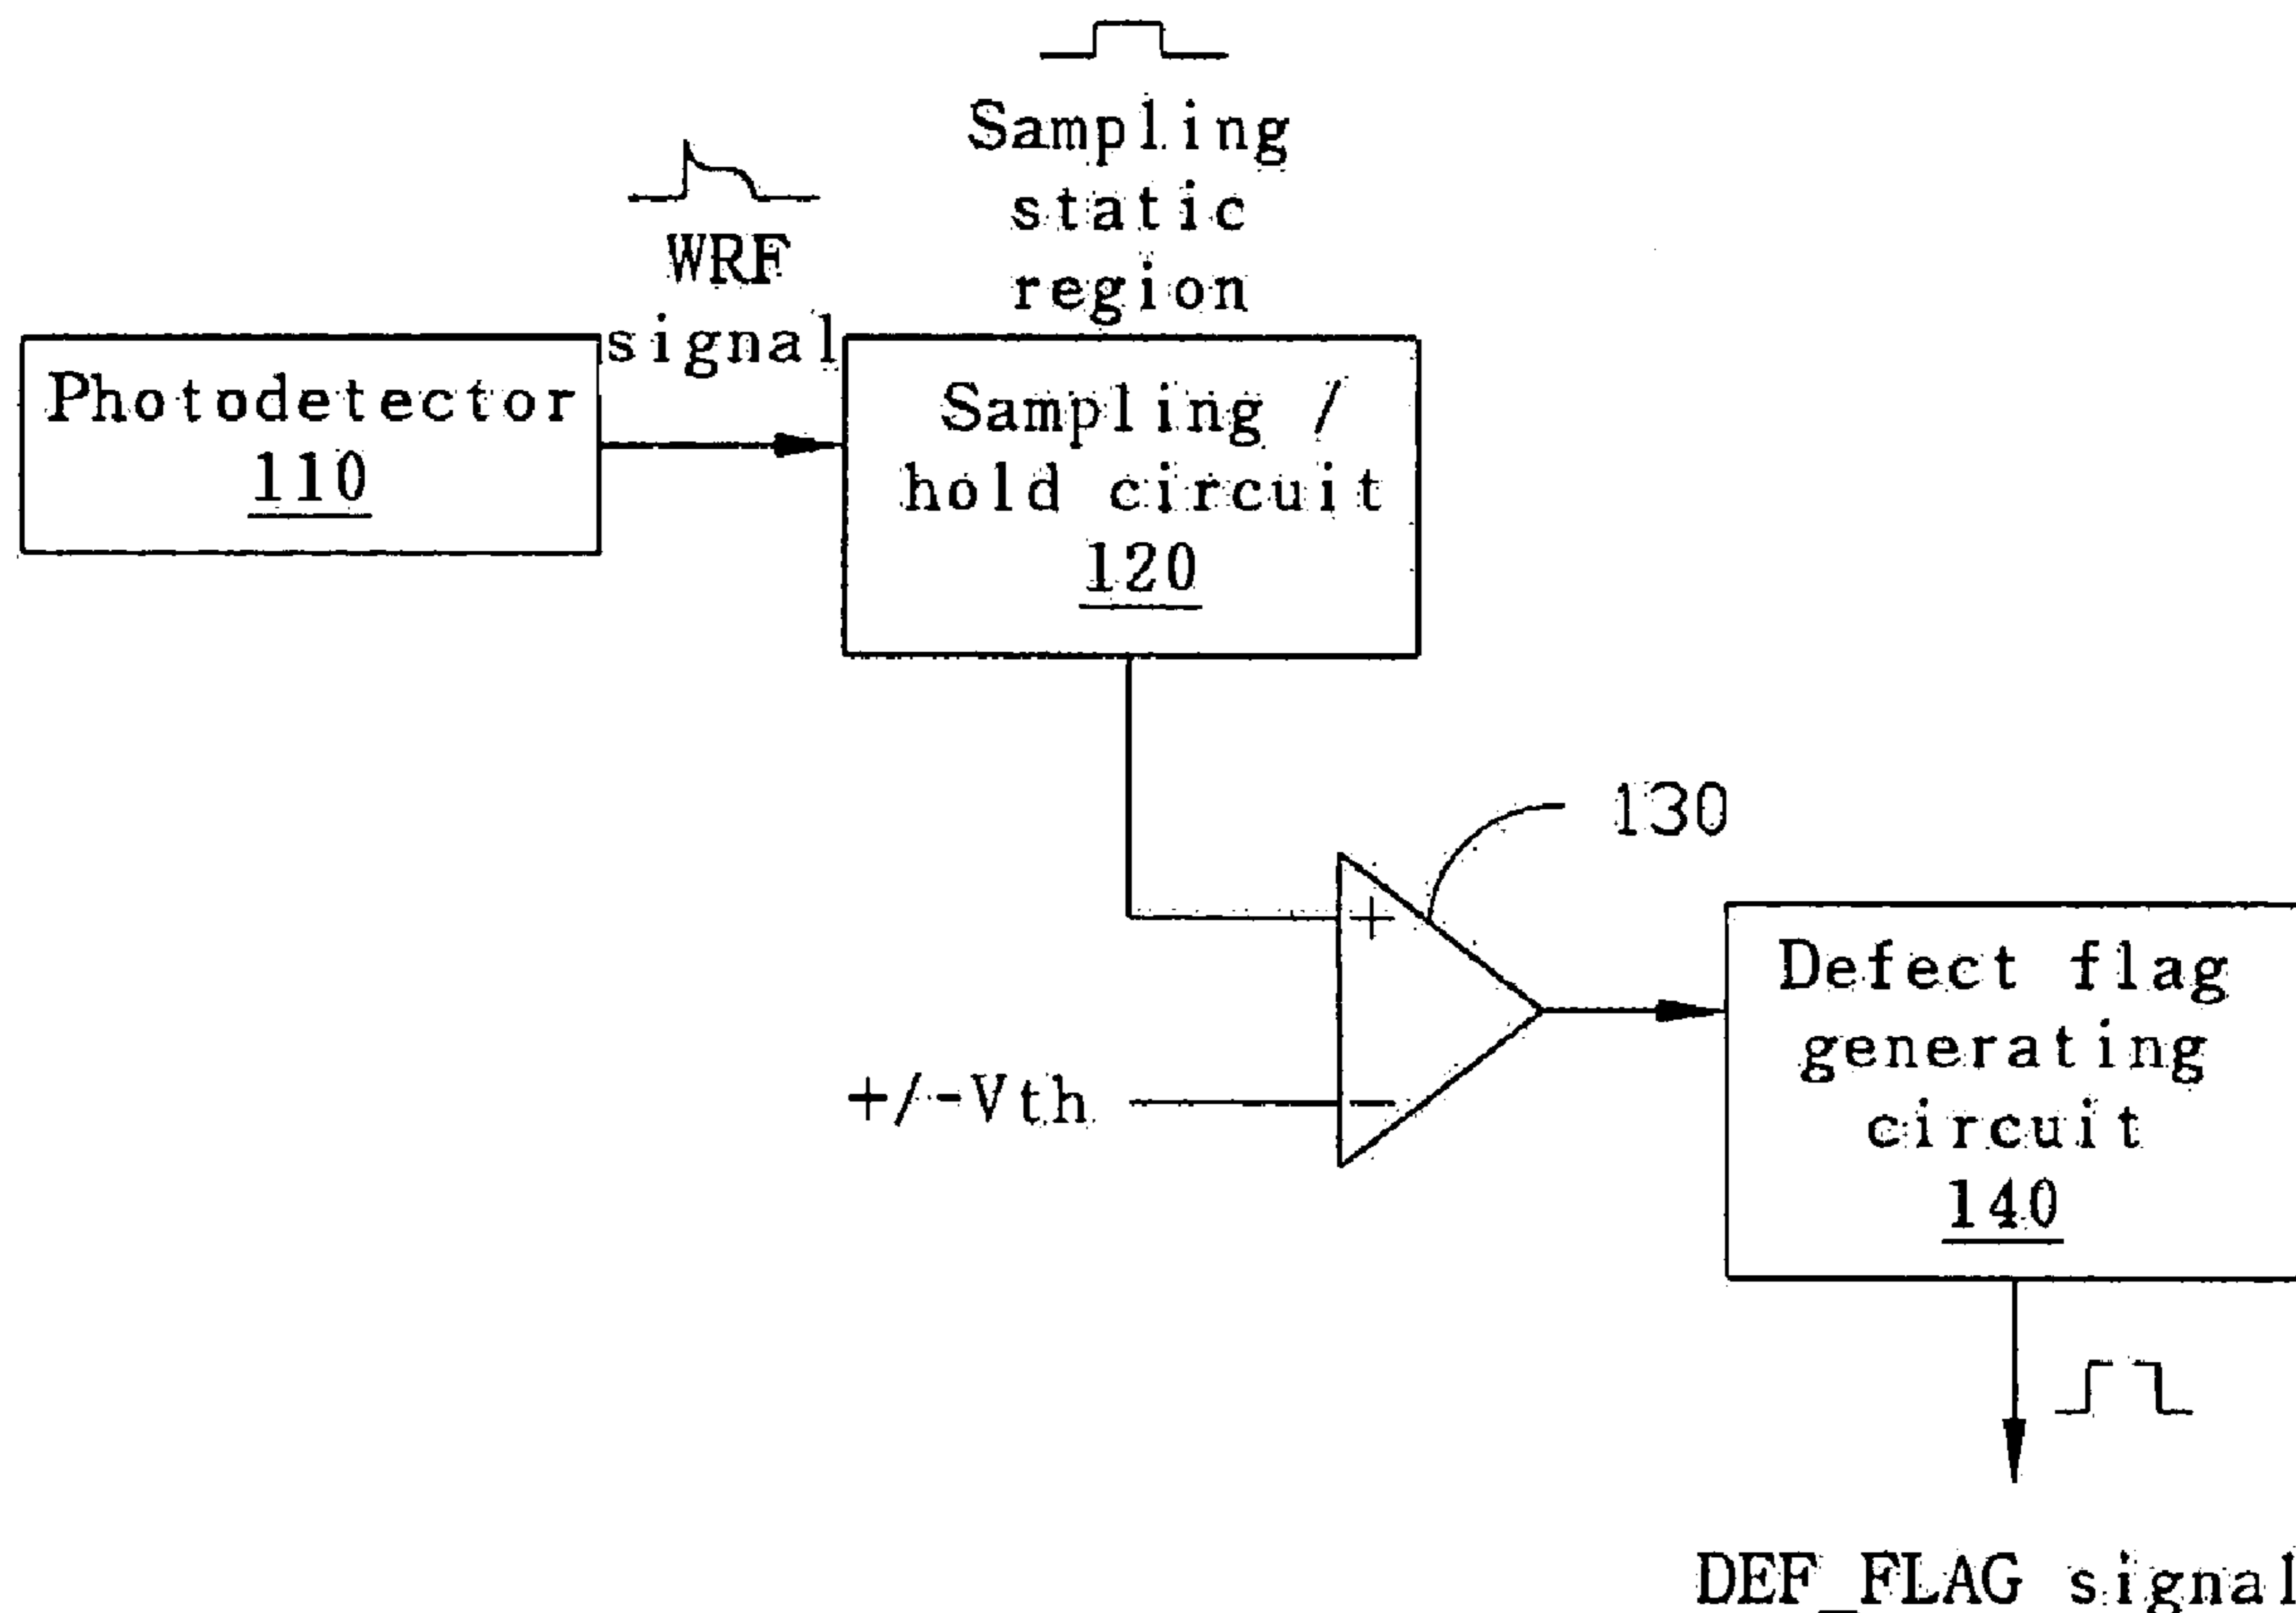 Sampling
static
region
WRF
signal
Photodetector
110
Sampling /
hold circuit
120
130
+
+/-Vth
−
Defect flag
generating
circuit
140
DEF_FLAG signal